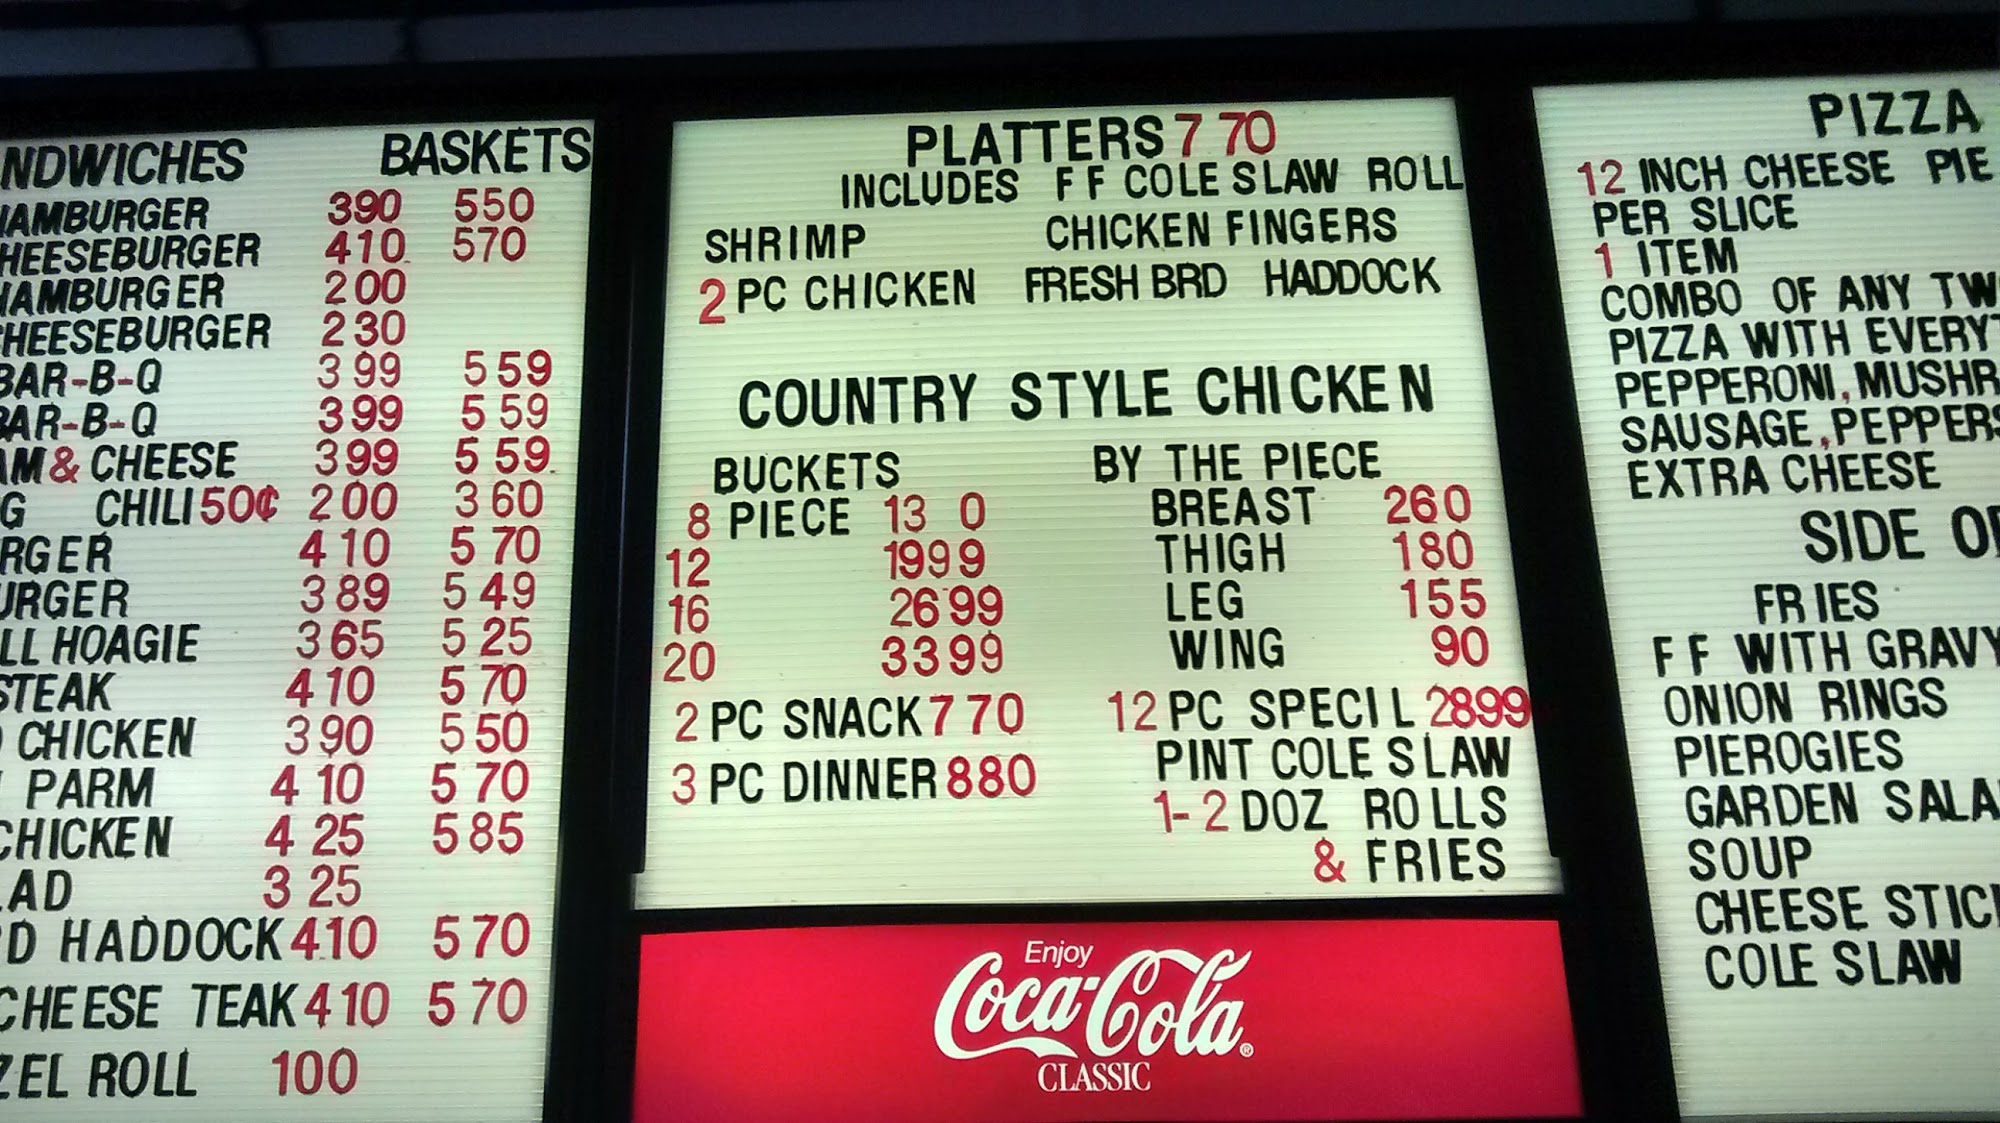 NDWICHES BASKETS
HAMBURGER 390 550
HEESEBURGER 410 570
HAMBURGER 200
CHEESEBURGER 230
BAR-B-Q 399 559
BAR-B-Q 399 559
AM & CHEESE 399 559
G CHILI 50¢ 200 360
RGER 410 570
URGER 389 549
LL HOAGIE 365 525
STEAK 410 570
CHICKEN 390 550
PARM 410 570
CHICKEN 425 585
LAD 325
D HADDOCK 410 570
CHEESE TEAK 410 570
ZEL ROLL 100
PLATTERS 7 70
INCLUDES F F COLE SLAW ROLL
SHRIMP CHICKEN FINGERS
2 PC CHICKEN FRESH BRD HADDOCK
COUNTRY STYLE CHICKEN
BUCKETS
8 PIECE 13 0
12 1999
16 2699
20 3399
2 PC SNACK 770
3 PC DINNER 880
BY THE PIECE
BREAST 260
THIGH 180
LEG 155
WING 90
12 PC SPECIL 2899
PINT COLE SLAW
1-2 DOZ ROLLS
& FRIES
Enjoy
Coca-Cola
CLASSIC
PIZZA
12 INCH CHEESE PIE
PER SLICE
1 ITEM
COMBO OF ANY TW
PIZZA WITH EVERYT
PEPPERONI, MUSHR
SAUSAGE, PEPPERS
EXTRA CHEESE
SIDE O
FRIES
F F WITH GRAVY
ONION RINGS
PIEROGIES
GARDEN SALA
SOUP
CHEESE STIC
COLE SLAW